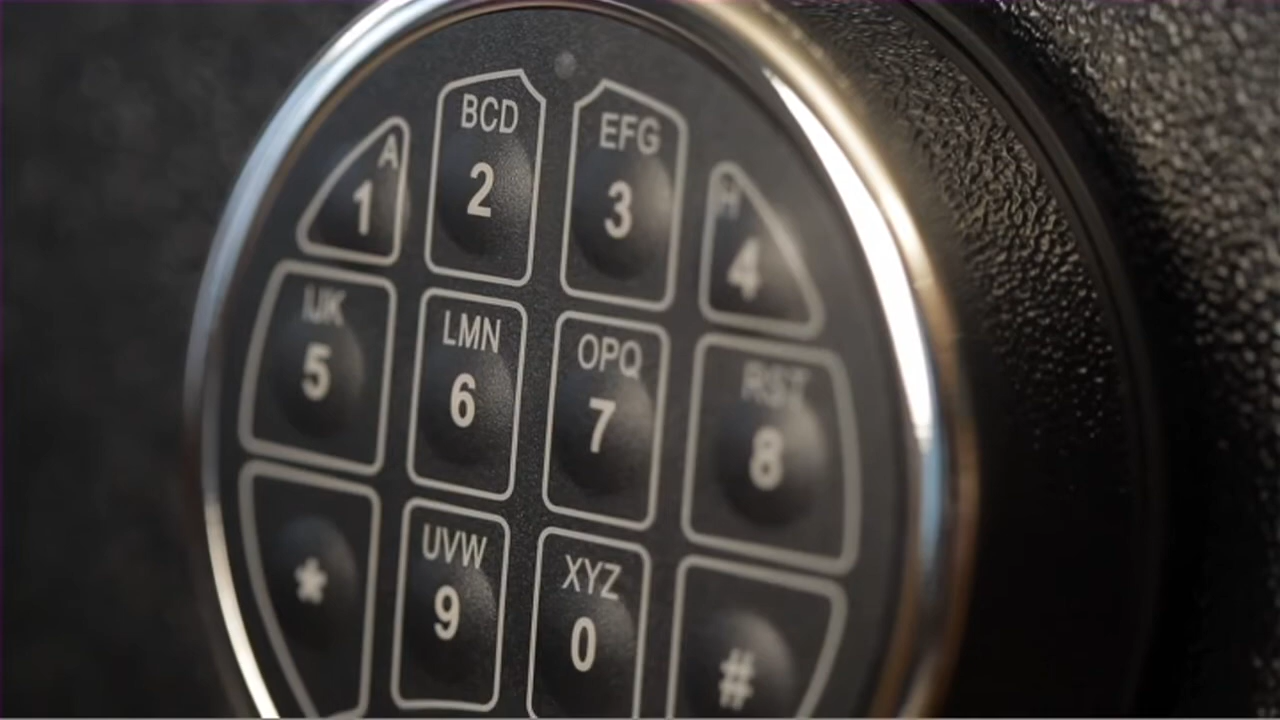 A BCD EFG H
1 2 3 4
IJK LMN OPQ RST
5 6 7 8
UVW XYZ
* 9 0 #